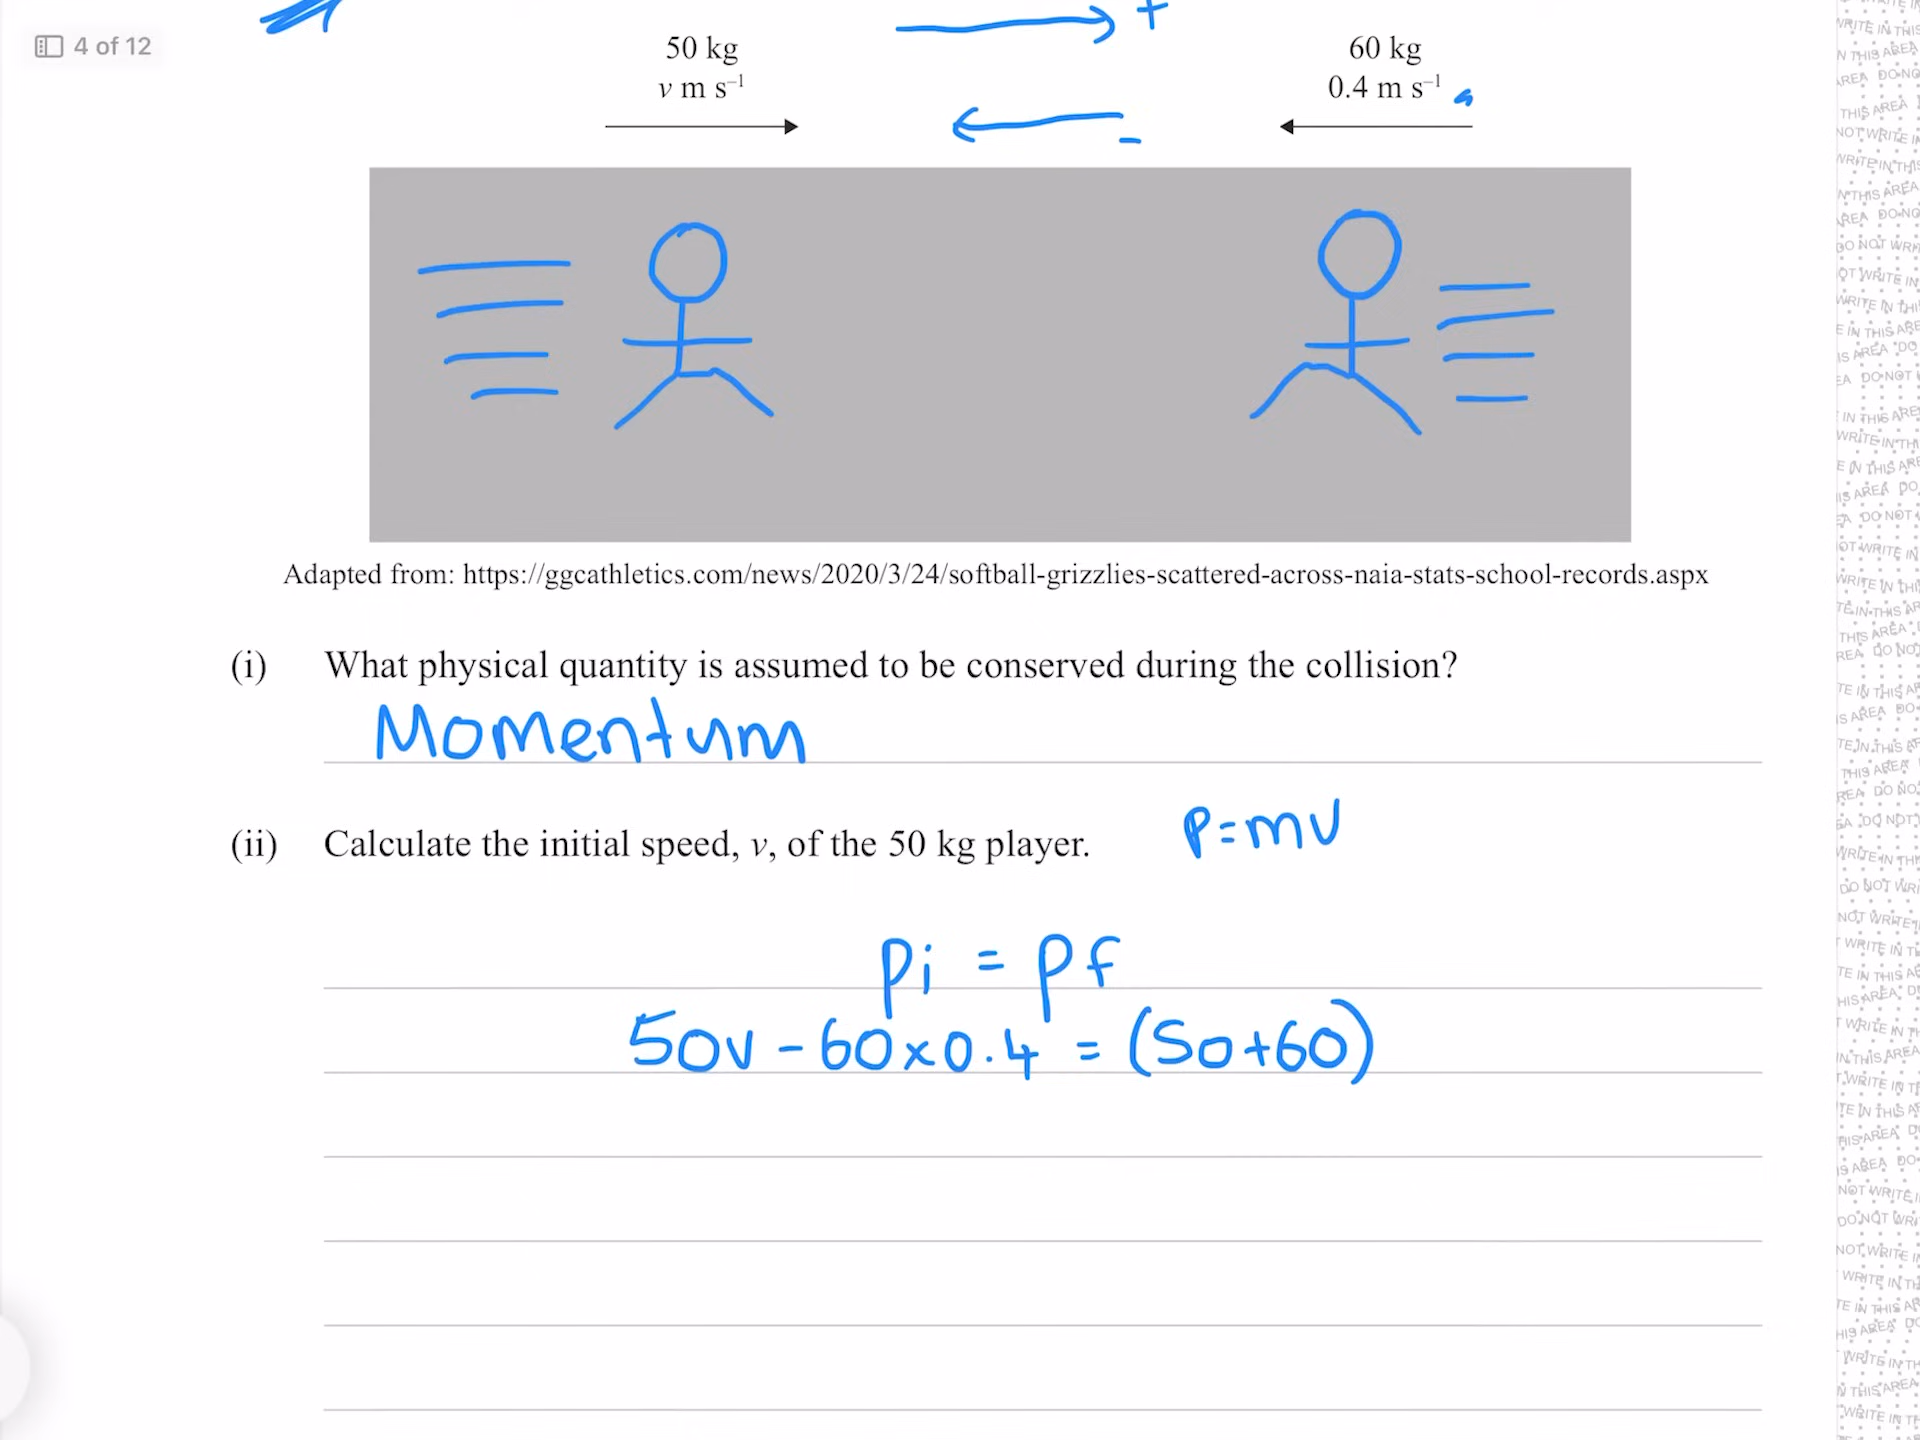 4 of 12
+
50 kg
v m s⁻¹
60 kg
0.4 m s⁻¹
-
Adapted from: https://ggcathletics.com/news/2020/3/24/softball-grizzlies-scattered-across-naia-stats-school-records.aspx
(i) What physical quantity is assumed to be conserved during the collision?
Momentum
(ii) Calculate the initial speed, v, of the 50 kg player.
p=mv
pi = pf
50v - 60×0.4 = (50+60)